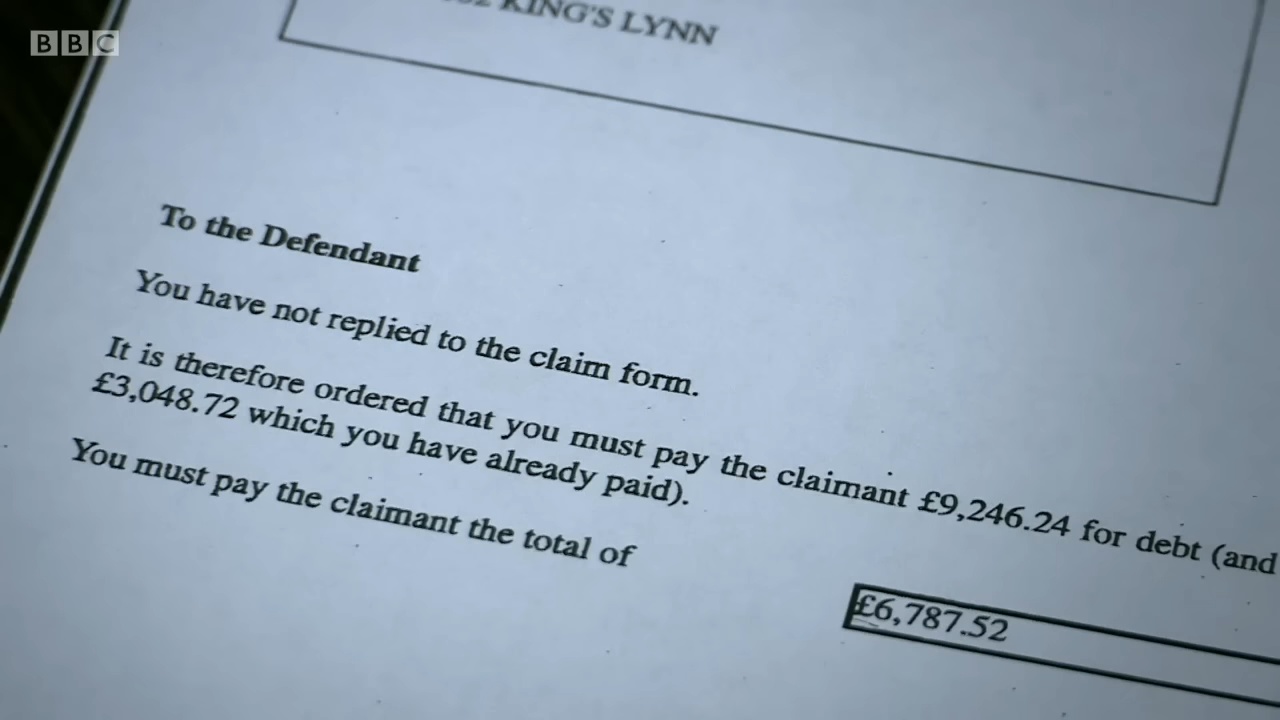 BBC
KING'S LYNN
To the Defendant
You have not replied to the claim form.
It is therefore ordered that you must pay the claimant £9,246.24 for debt (and
£3,048.72 which you have already paid).
You must pay the claimant the total of
£6,787.52